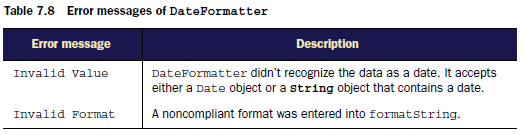 Table 7.8 Error messages of DateFormatter
Error message Description
Invalid Value DateFormatter didn't recognize the data as a date. It accepts
either a Date object or a String object that contains a date.
Invalid Format A noncompliant format was entered into formatString.